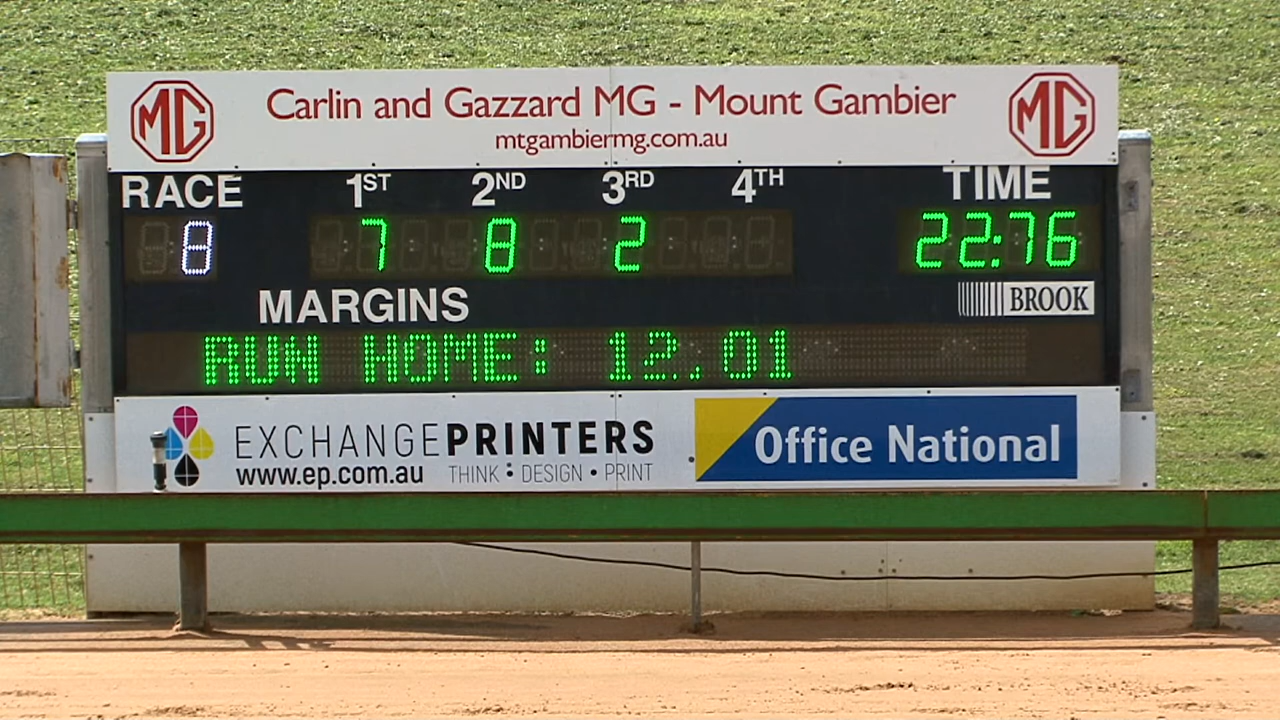 MG Carlin and Gazzard MG - Mount Gambier MG
mtgambiermg.com.au
RACE 1ST 2ND 3RD 4TH TIME
8 7 8 2 22:76
MARGINS BROOK
RUN HOME: 12.01
EXCHANGEPRINTERS Office National
www.ep.com.au THINK : DESIGN • PRINT